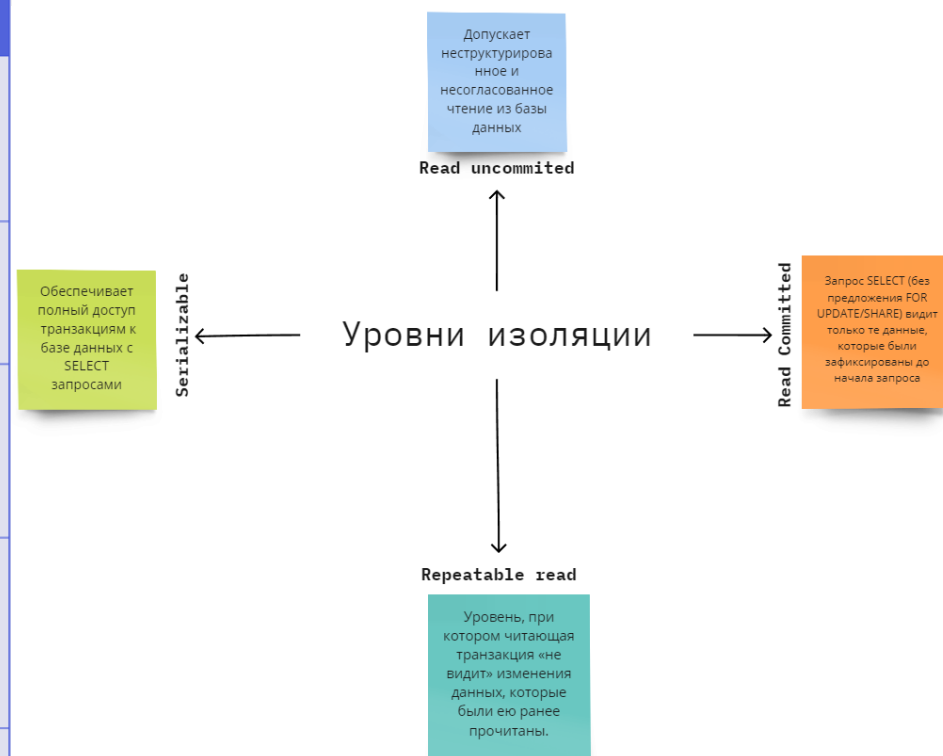 Допускает
неструктурирова
нное и
несогласованное
чтение из базы
данных
Read uncommited
Обеспечивает
полный доступ
транзакциям к
базе данных с
SELECT
запросами
Serializable
Уровни изоляции
Read Committed
Запрос SELECT (без
предложения FOR
UPDATE/SHARE) видит
только те данные,
которые были
зафиксированы до
начала запроса
Repeatable read
Уровень, при
котором читающая
транзакция «не
видит» изменения
данных, которые
были ею ранее
прочитаны.